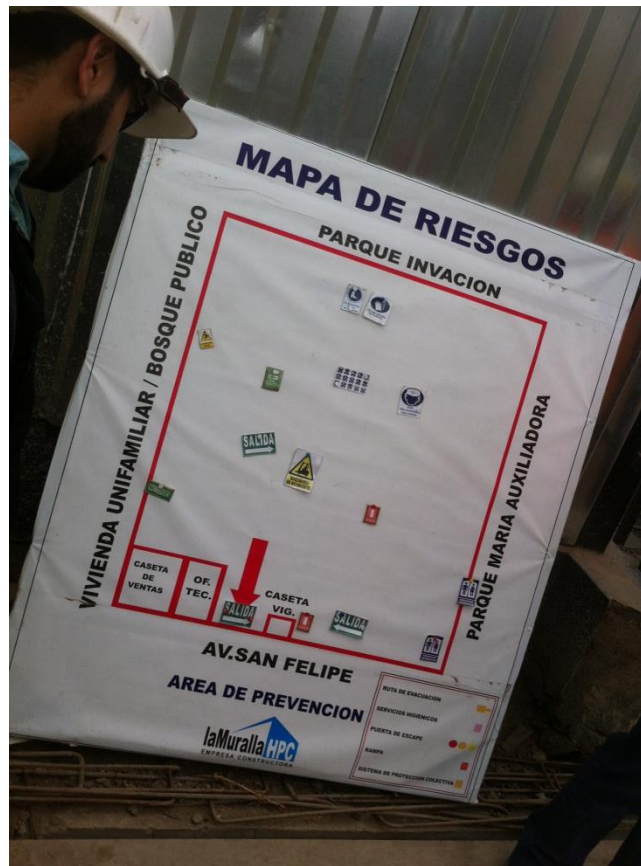 MAPA DE RIESGOS
PARQUE INVACION
VIVIENDA UNIFAMILIAR / BOSQUE PUBLICO
PARQUE MARIA AUXILIADORA
SALIDA
CASETA
DE
VENTAS
OF.
TEC.
SALIDA
CASETA
VIG.
SALIDA
AV.SAN FELIPE
AREA DE PREVENCION
laMuralla HPC
EMPRESA CONSTRUCTORA
RUTA DE EVACUACION
SERVICIOS HIGIENICOS
PUERTA DE ESCAPE
RAMPA
SISTEMA DE PROTECCION COLECTIVA